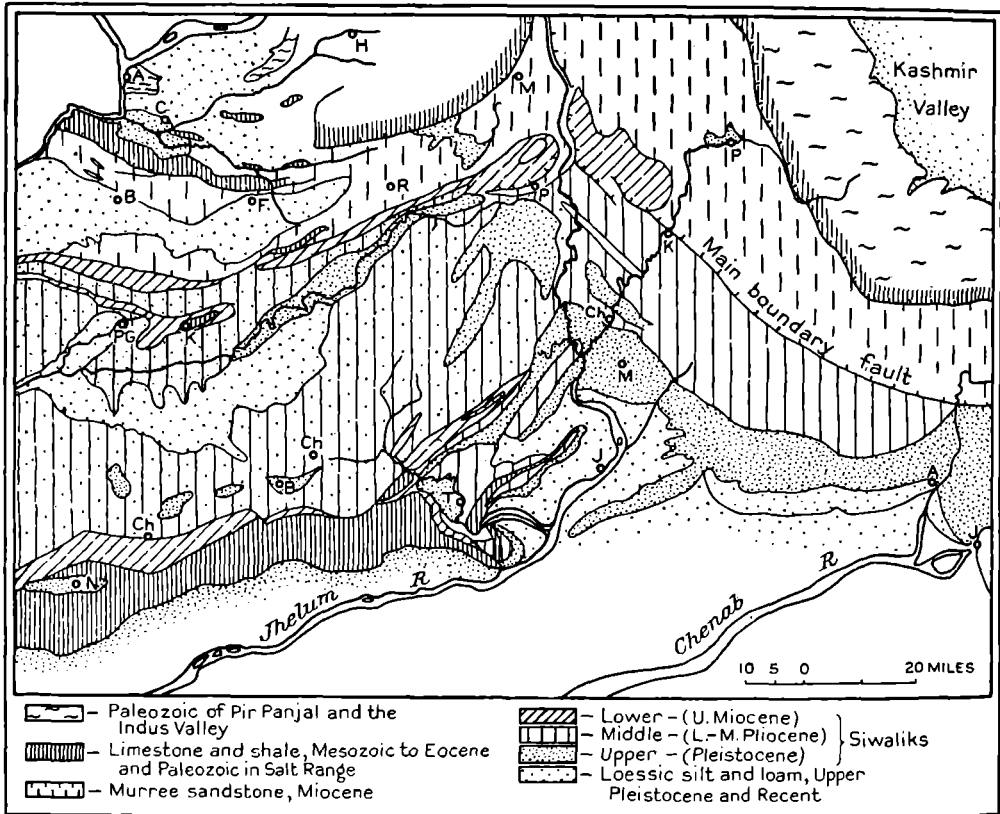 H
A
M
Kashmir
Valley
C
P
R
P
B
F
K
Main boundary fault
PG
K
Ch
M
Ch
B
J
T
A
Ch
J
N
Jhelum R
Chenab R
10 5 0 20 MILES
– Paleozoic of Pir Panjal and the
Indus Valley
– Limestone and shale, Mesozoic to Eocene
and Paleozoic in Salt Range
– Murree sandstone, Miocene
– Lower – (U. Miocene)
– Middle – (L.-M. Pliocene)
– Upper – (Pleistocene)
Siwaliks
– Loessic silt and loam, Upper
Pleistocene and Recent